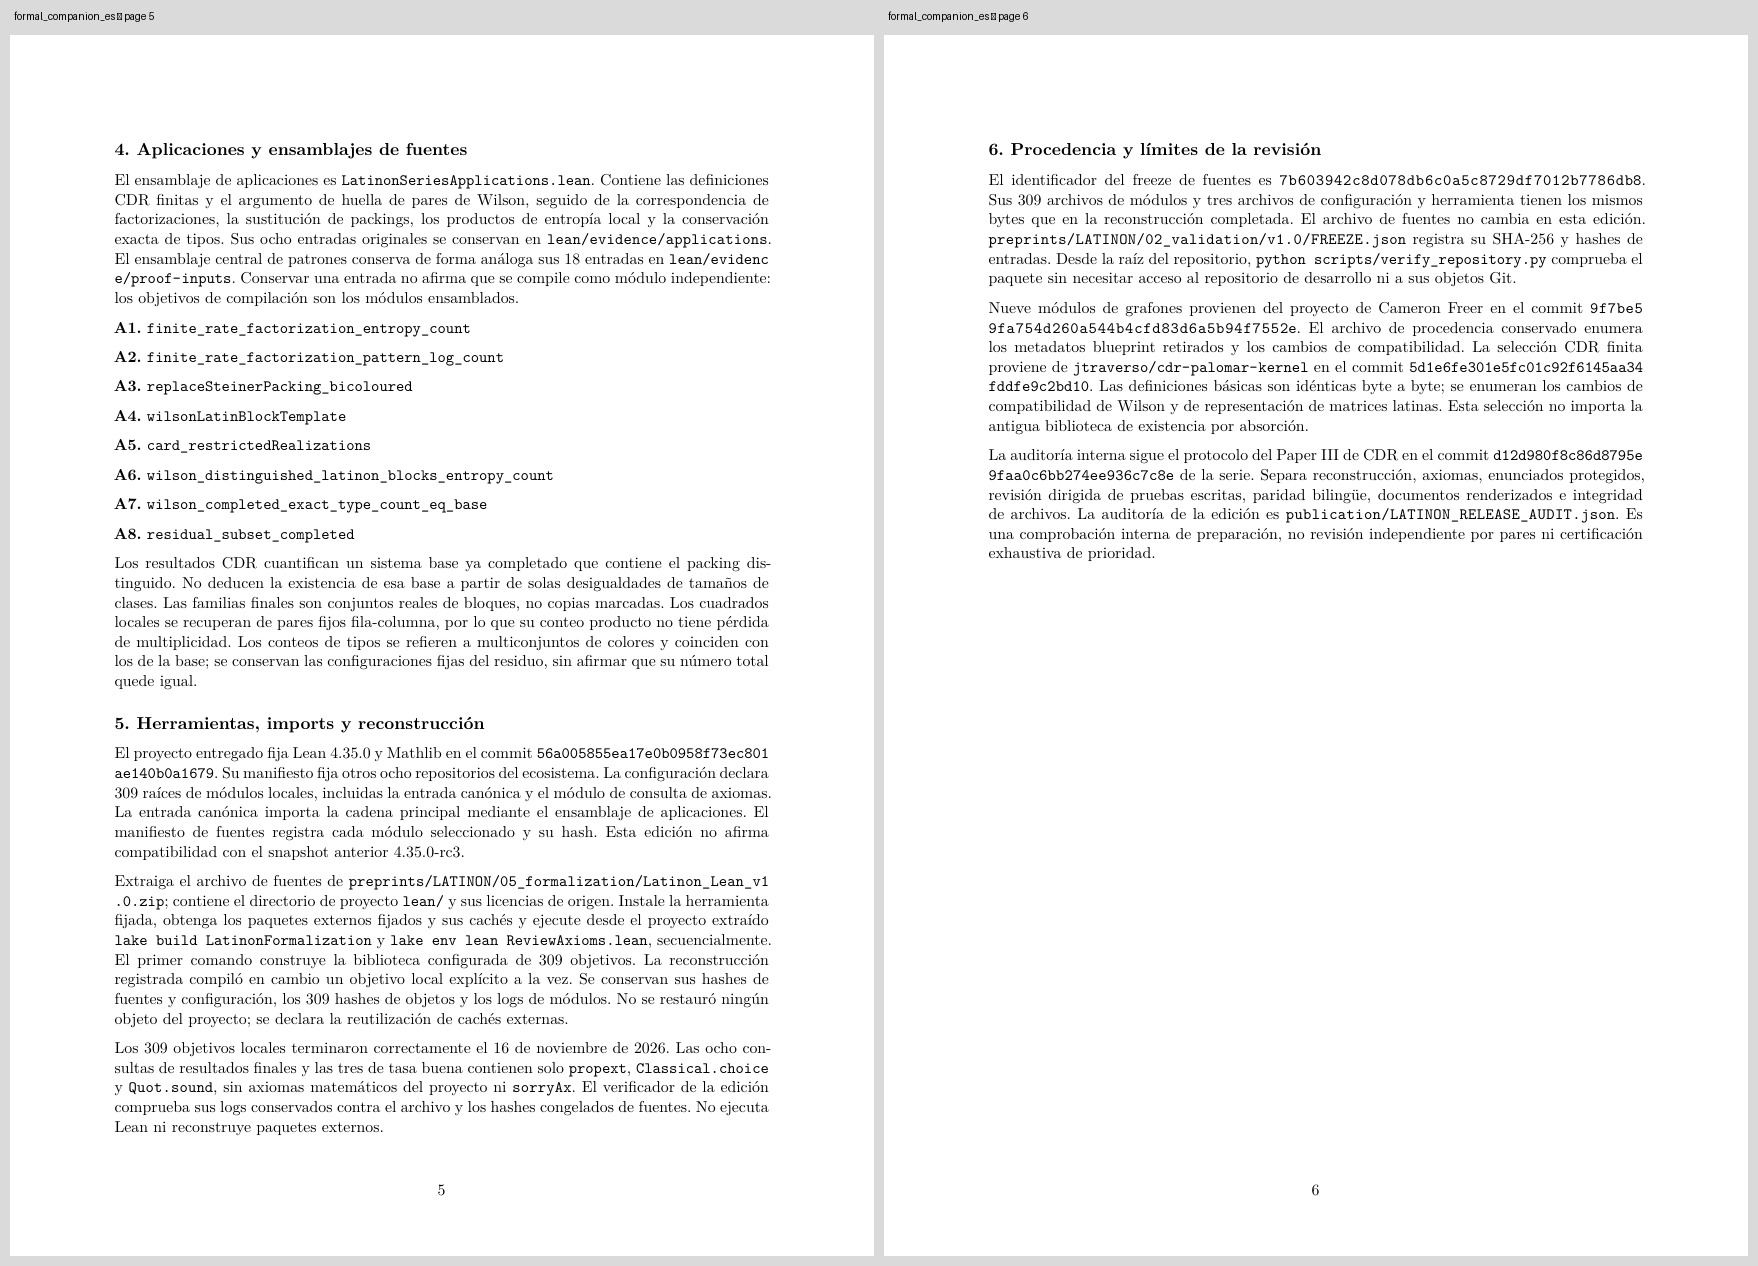 formal_companion_es page 5
4. Aplicaciones y ensamblajes de fuentes
El ensamblaje de aplicaciones es LatinonSeriesApplications.lean. Contiene las definiciones
CDR finitas y el argumento de huella de pares de Wilson, seguido de la correspondencia de
factorizaciones, la sustitución de packings, los productos de entropía local y la conservación
exacta de tipos. Sus ocho entradas originales se conservan en lean/evidence/applications.
El ensamblaje central de patrones conserva de forma análoga sus 18 entradas en lean/evidenc
e/proof-inputs. Conservar una entrada no afirma que se compile como módulo independiente:
los objetivos de compilación son los módulos ensamblados.
A1. finite_rate_factorization_entropy_count
A2. finite_rate_factorization_pattern_log_count
A3. replaceSteinerPacking_bicoloured
A4. wilsonLatinBlockTemplate
A5. card_restrictedRealizations
A6. wilson_distinguished_latinon_blocks_entropy_count
A7. wilson_completed_exact_type_count_eq_base
A8. residual_subset_completed
Los resultados CDR cuantifican un sistema base ya completado que contiene el packing dis-
tinguido. No deducen la existencia de esa base a partir de solas desigualdades de tamaños de
clases. Las familias finales son conjuntos reales de bloques, no copias marcadas. Los cuadrados
locales se recuperan de pares fijos fila-columna, por lo que su conteo producto no tiene pérdida
de multiplicidad. Los conteos de tipos se refieren a multiconjuntos de colores y coinciden con
los de la base; se conservan las configuraciones fijas del residuo, sin afirmar que su número total
quede igual.
5. Herramientas, imports y reconstrucción
El proyecto entregado fija Lean 4.35.0 y Mathlib en el commit 56a005855ea17e0b0958f73ec801
ae140b0a1679. Su manifiesto fija otros ocho repositorios del ecosistema. La configuración declara
309 raíces de módulos locales, incluidas la entrada canónica y el módulo de consulta de axiomas.
La entrada canónica importa la cadena principal mediante el ensamblaje de aplicaciones. El
manifiesto de fuentes registra cada módulo seleccionado y su hash. Esta edición no afirma
compatibilidad con el snapshot anterior 4.35.0-rc3.
Extraiga el archivo de fuentes de preprints/LATINON/05_formalization/Latinon_Lean_v1
.0.zip; contiene el directorio de proyecto lean/ y sus licencias de origen. Instale la herramienta
fijada, obtenga los paquetes externos fijados y sus cachés y ejecute desde el proyecto extraído
lake build LatinonFormalization y lake env lean ReviewAxioms.lean, secuencialmente.
El primer comando construye la biblioteca configurada de 309 objetivos. La reconstrucción
registrada compiló en cambio un objetivo local explícito a la vez. Se conservan sus hashes de
fuentes y configuración, los 309 hashes de objetos y los logs de módulos. No se restauró ningún
objeto del proyecto; se declara la reutilización de cachés externas.
Los 309 objetivos locales terminaron correctamente el 16 de noviembre de 2026. Las ocho con-
sultas de resultados finales y las tres de tasa buena contienen solo propext, Classical.choice
y Quot.sound, sin axiomas matemáticos del proyecto ni sorryAx. El verificador de la edición
comprueba sus logs conservados contra el archivo y los hashes congelados de fuentes. No ejecuta
Lean ni reconstruye paquetes externos.
5
formal_companion_es page 6
6. Procedencia y límites de la revisión
El identificador del freeze de fuentes es 7b603942c8d078db6c0a5c8729df7012b7786db8.
Sus 309 archivos de módulos y tres archivos de configuración y herramienta tienen los mismos
bytes que en la reconstrucción completada. El archivo de fuentes no cambia en esta edición.
preprints/LATINON/02_validation/v1.0/FREEZE.json registra su SHA-256 y hashes de
entradas. Desde la raíz del repositorio, python scripts/verify_repository.py comprueba el
paquete sin necesitar acceso al repositorio de desarrollo ni a sus objetos Git.
Nueve módulos de grafones provienen del proyecto de Cameron Freer en el commit 9f7be5
9fa754d260a544b4cfd83d6a5b94f7552e. El archivo de procedencia conservado enumera
los metadatos blueprint retirados y los cambios de compatibilidad. La selección CDR finita
proviene de jtraverso/cdr-palomar-kernel en el commit 5d1e6fe301e5fc01c92f6145aa34
fddfe9c2bd10. Las definiciones básicas son idénticas byte a byte; se enumeran los cambios de
compatibilidad de Wilson y de representación de matrices latinas. Esta selección no importa la
antigua biblioteca de existencia por absorción.
La auditoría interna sigue el protocolo del Paper III de CDR en el commit d12d980f8c86d8795e
9faa0c6bb274ee936c7c8e de la serie. Separa reconstrucción, axiomas, enunciados protegidos,
revisión dirigida de pruebas escritas, paridad bilingüe, documentos renderizados e integridad
de archivos. La auditoría de la edición es publication/LATINON_RELEASE_AUDIT.json. Es
una comprobación interna de preparación, no revisión independiente por pares ni certificación
exhaustiva de prioridad.
6